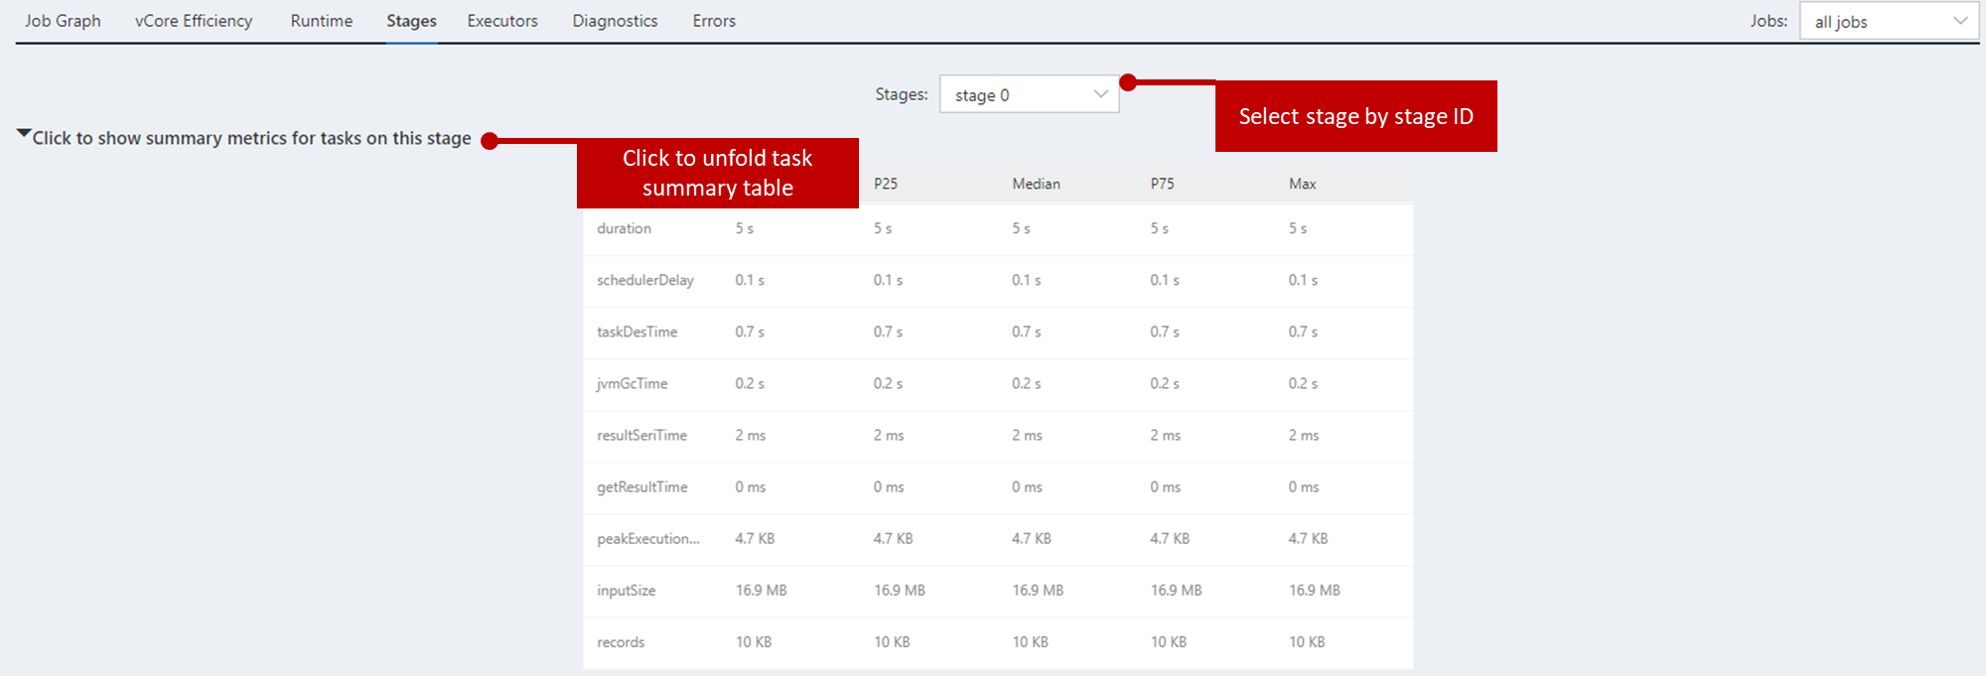 Job Graph vCore Efficiency Runtime Stages Executors Diagnostics Errors Jobs: all jobs
Stages: stage 0
Select stage by stage ID
Click to show summary metrics for tasks on this stage
Click to unfold task
summary table
P25 Median P75 Max
duration 5 s 5 s 5 s 5 s 5 s
schedulerDelay 0.1 s 0.1 s 0.1 s 0.1 s 0.1 s
taskDesTime 0.7 s 0.7 s 0.7 s 0.7 s 0.7 s
jvmGcTime 0.2 s 0.2 s 0.2 s 0.2 s 0.2 s
resultSeriTime 2 ms 2 ms 2 ms 2 ms 2 ms
getResultTime 0 ms 0 ms 0 ms 0 ms 0 ms
peakExecution... 4.7 KB 4.7 KB 4.7 KB 4.7 KB 4.7 KB
inputSize 16.9 MB 16.9 MB 16.9 MB 16.9 MB 16.9 MB
records 10 KB 10 KB 10 KB 10 KB 10 KB